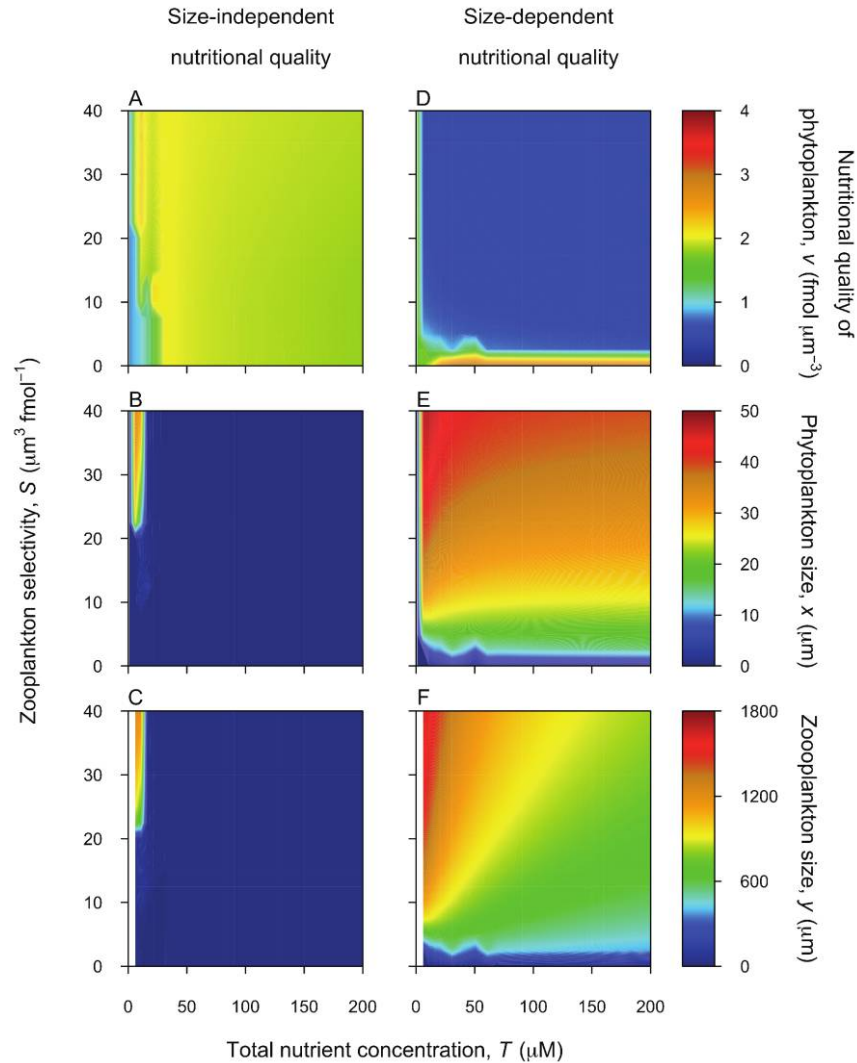 Size-independent
nutritional quality
Size-dependent
nutritional quality
A
D
40
30
20
10
0
4
3
2
1
0
Nutritional quality of
phytoplankton, v (fmol μm⁻³)
B
E
40
30
20
10
0
50
40
30
20
10
0
Phytoplankton size, x (μm)
C
F
40
30
20
10
0
1800
1200
600
0
Zoooplankton size, y (μm)
Zooplankton selectivity, S (μm³ fmol⁻¹)
0 50 100 150 200
0 50 100 150 200
Total nutrient concentration, T (μM)